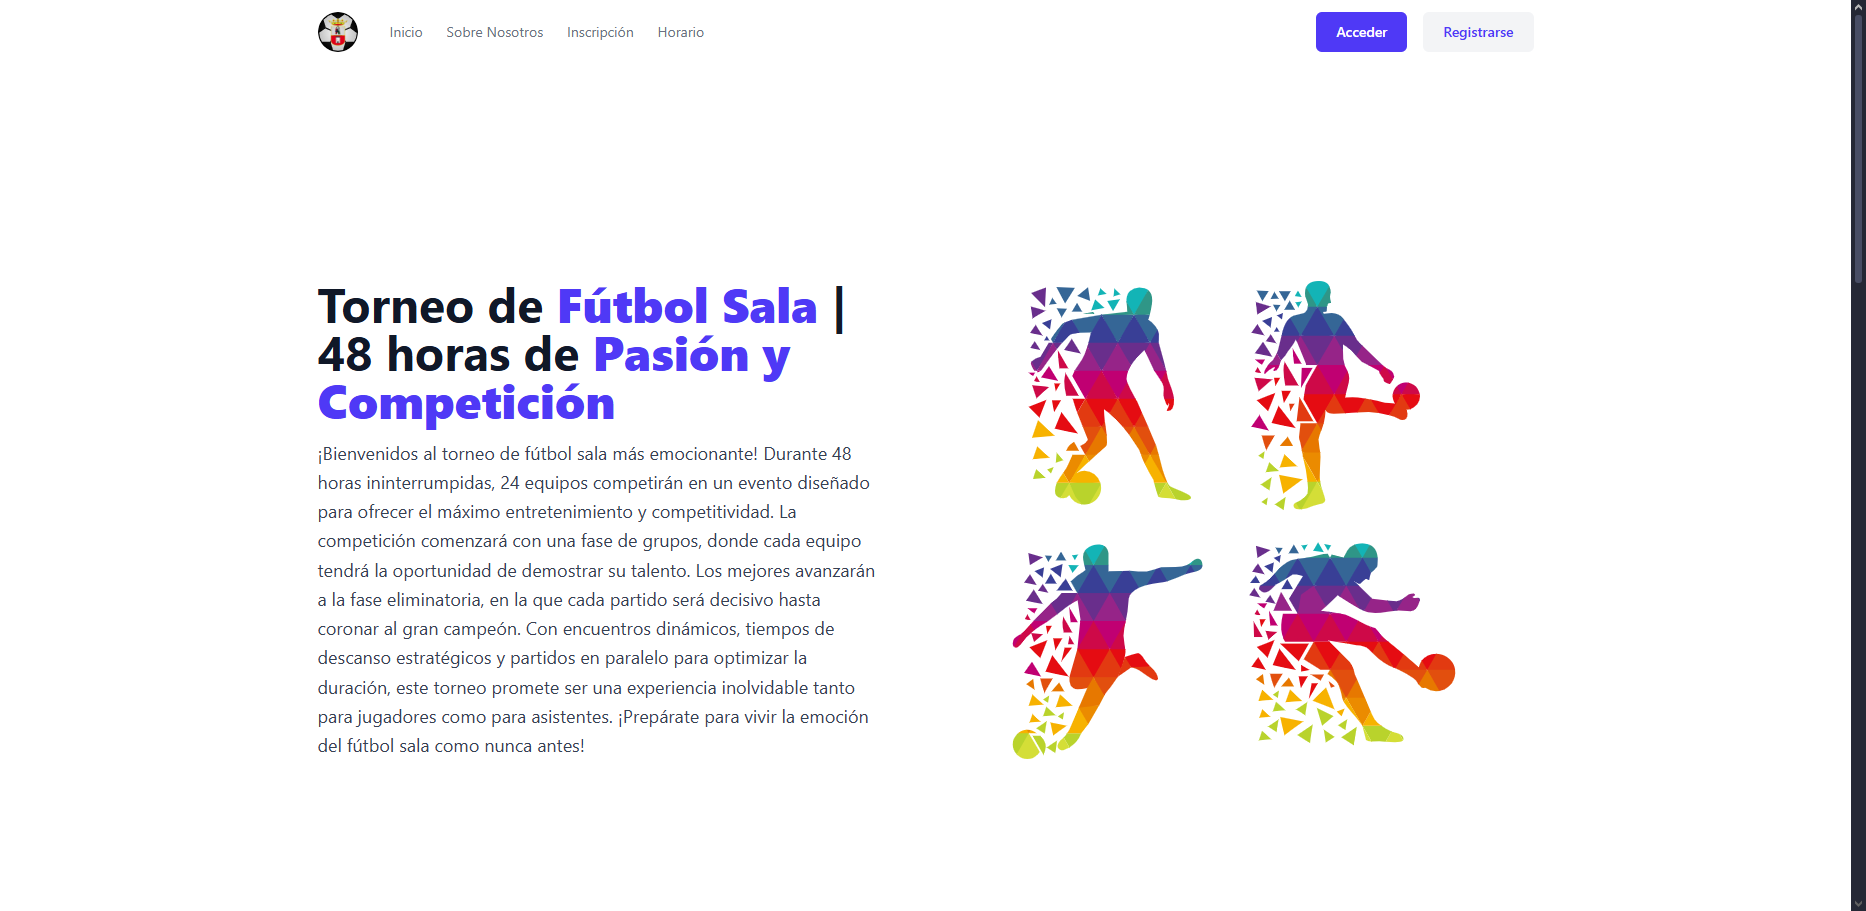 Inicio
Sobre Nosotros
Inscripción
Horario
Acceder
Registrarse
Torneo de Fútbol Sala |
48 horas de Pasión y
Competición
¡Bienvenidos al torneo de fútbol sala más emocionante! Durante 48
horas ininterrumpidas, 24 equipos competirán en un evento diseñado
para ofrecer el máximo entretenimiento y competitividad. La
competición comenzará con una fase de grupos, donde cada equipo
tendrá la oportunidad de demostrar su talento. Los mejores avanzarán
a la fase eliminatoria, en la que cada partido será decisivo hasta
coronar al gran campeón. Con encuentros dinámicos, tiempos de
descanso estratégicos y partidos en paralelo para optimizar la
duración, este torneo promete ser una experiencia inolvidable tanto
para jugadores como para asistentes. ¡Prepárate para vivir la emoción
del fútbol sala como nunca antes!